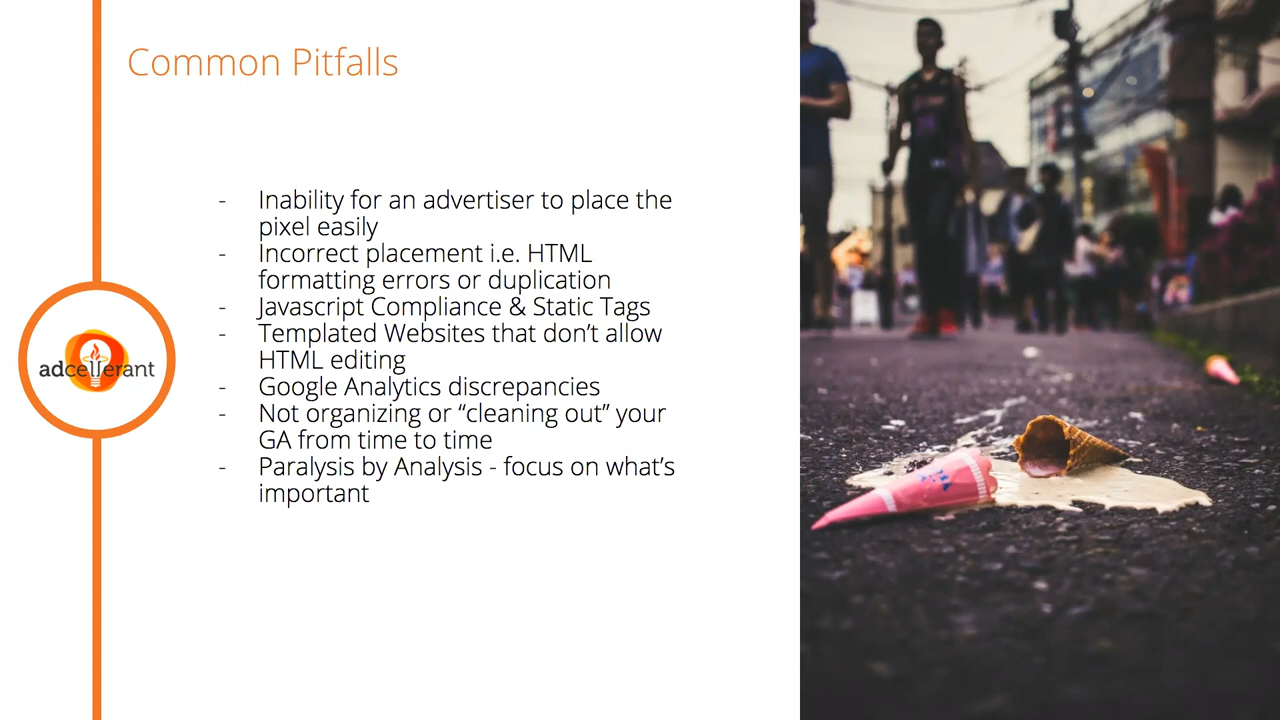 Common Pitfalls
- Inability for an advertiser to place the
pixel easily
- Incorrect placement i.e. HTML
formatting errors or duplication
- Javascript Compliance & Static Tags
- Templated Websites that don’t allow
HTML editing
- Google Analytics discrepancies
- Not organizing or “cleaning out” your
GA from time to time
- Paralysis by Analysis - focus on what’s
important
adcellerant